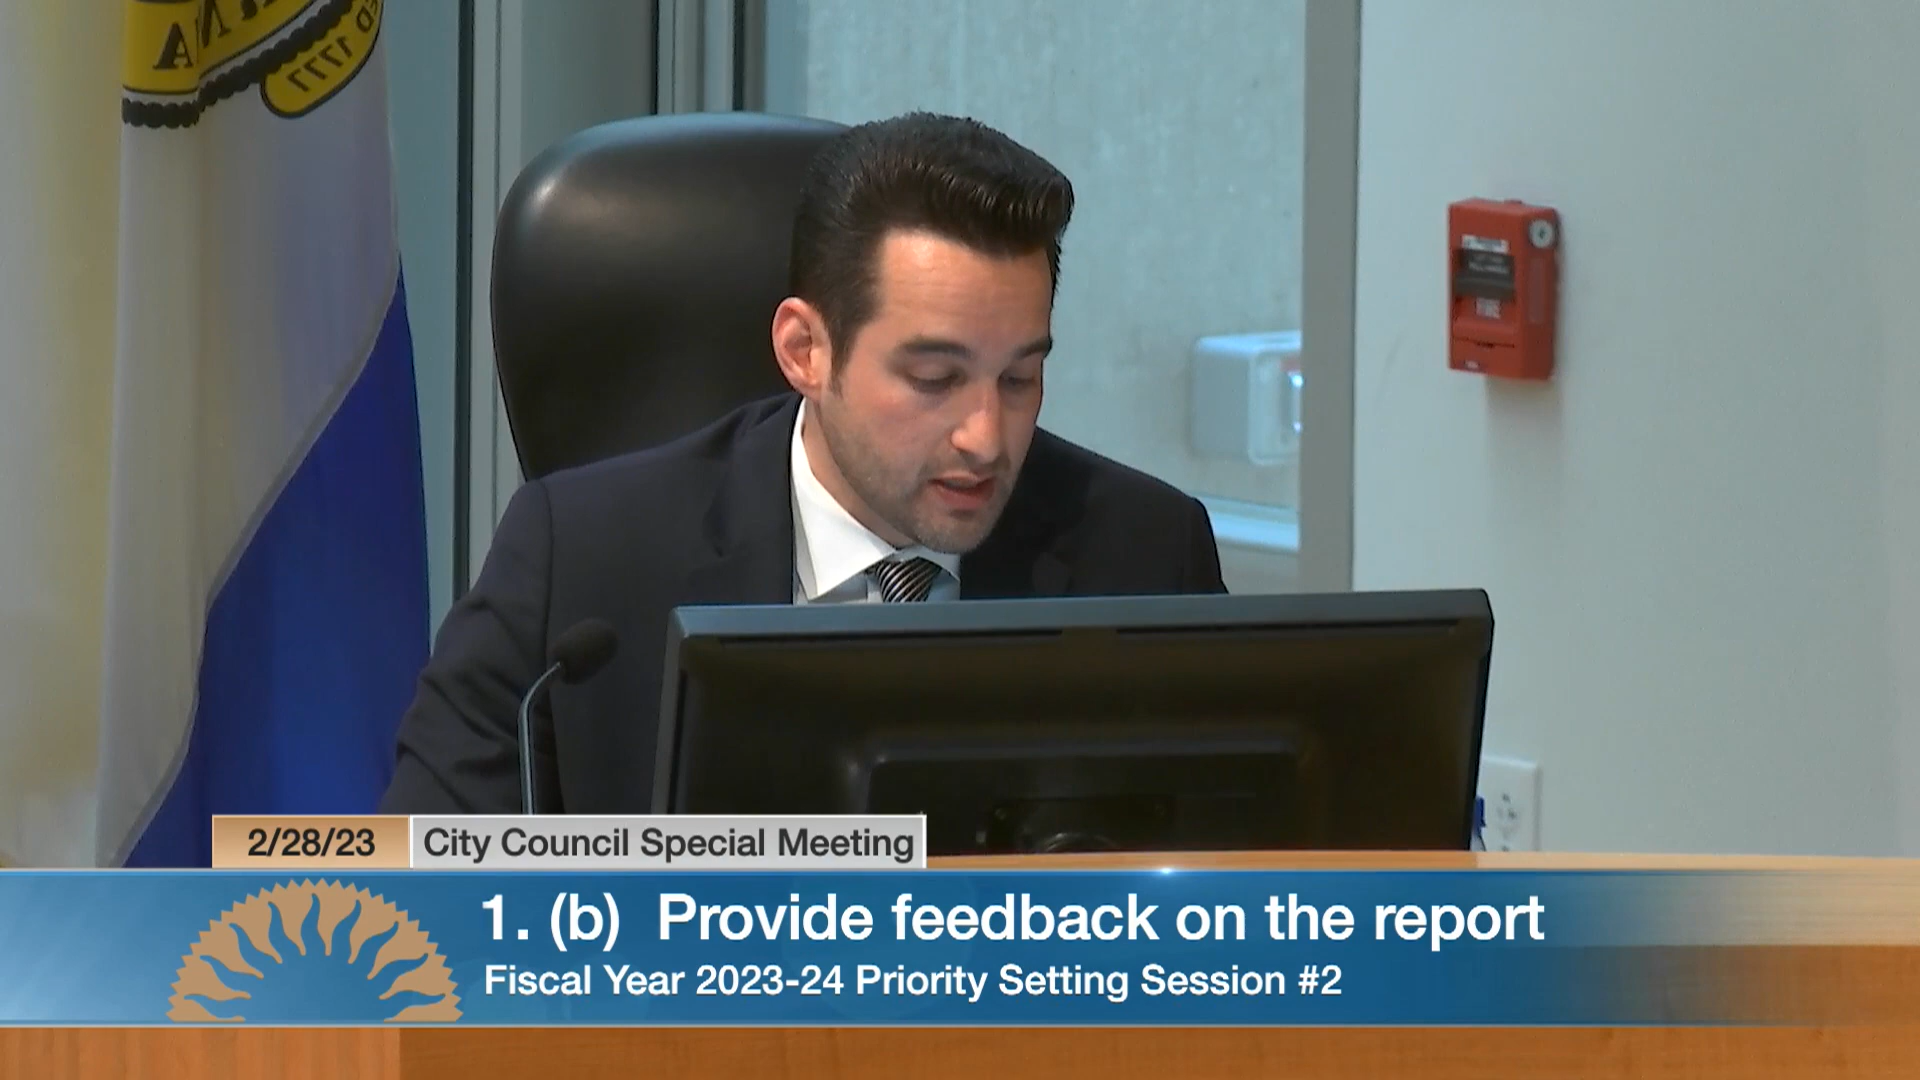 1777
2/28/23 City Council Special Meeting
1. (b) Provide feedback on the report
Fiscal Year 2023-24 Priority Setting Session #2